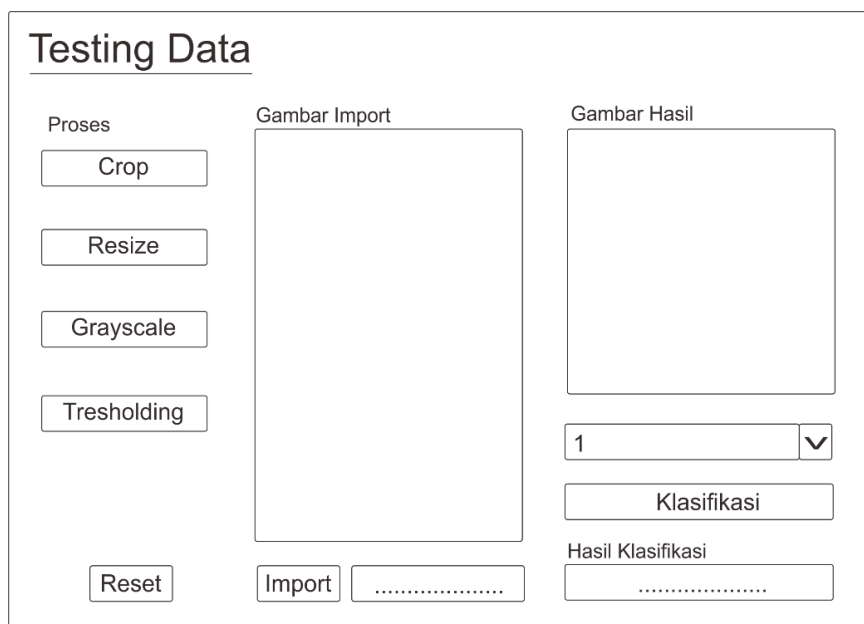 Testing Data
Proses
Crop
Resize
Grayscale
Tresholding
Reset
Gambar Import
Import
....................
Gambar Hasil
1
Klasifikasi
Hasil Klasifikasi
....................